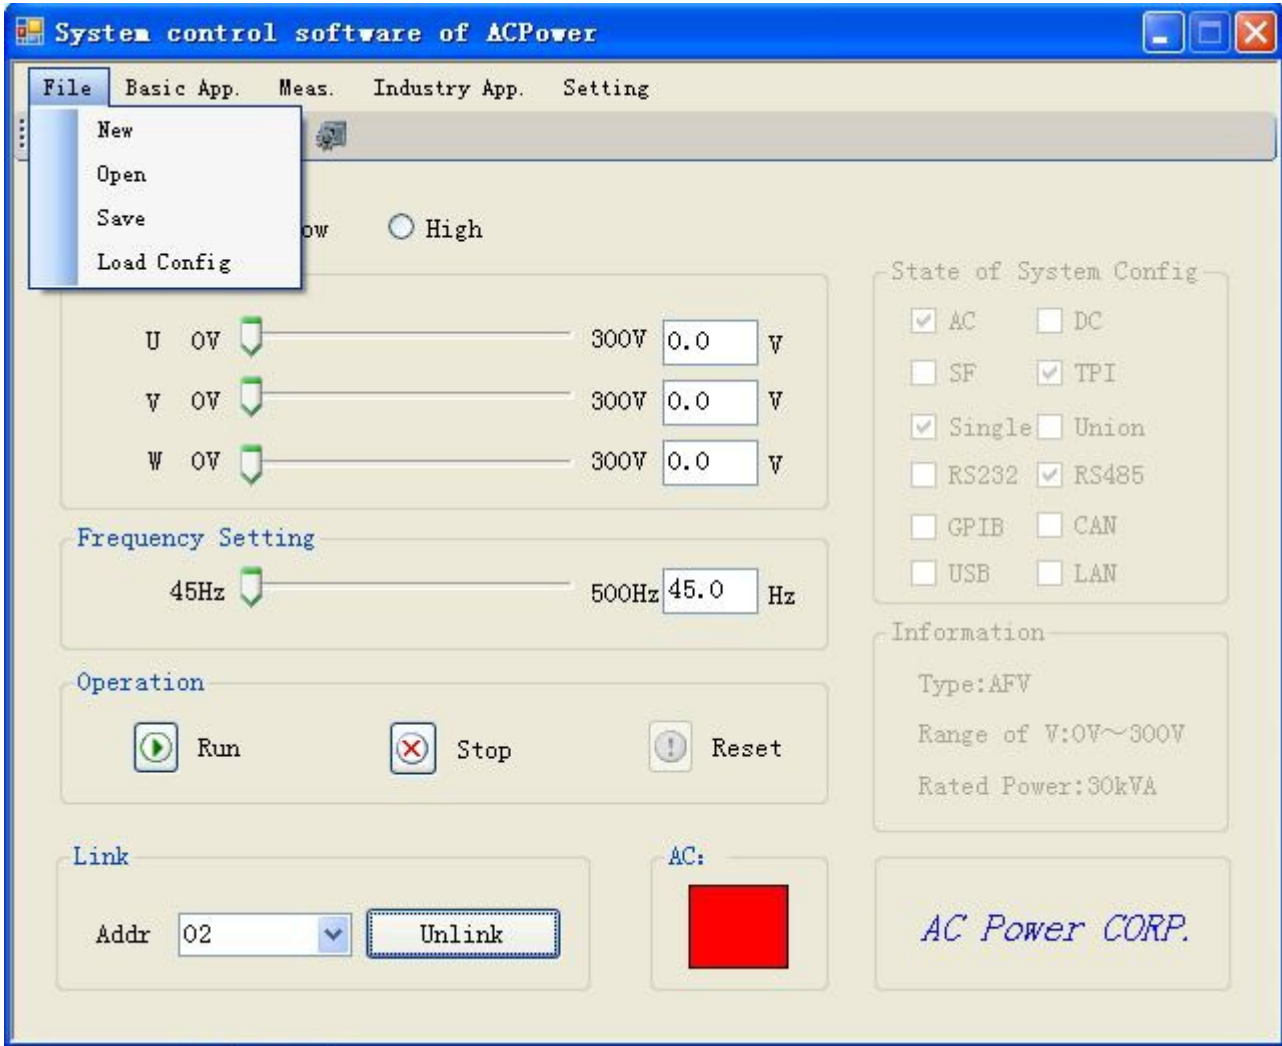 System control software of ACPower
File Basic App. Meas. Industry App. Setting
New
Open
Save
Load Config
ow High
U 0V 300V 0.0 V
V 0V 300V 0.0 V
W 0V 300V 0.0 V
Frequency Setting
45Hz 500Hz 45.0 Hz
Operation
Run Stop Reset
Link
Addr 02 Unlink
AC:
State of System Config
AC DC
SF TPI
Single Union
RS232 RS485
GPIB CAN
USB LAN
Information
Type:AFV
Range of V:0V～300V
Rated Power:30kVA
AC Power CORP.